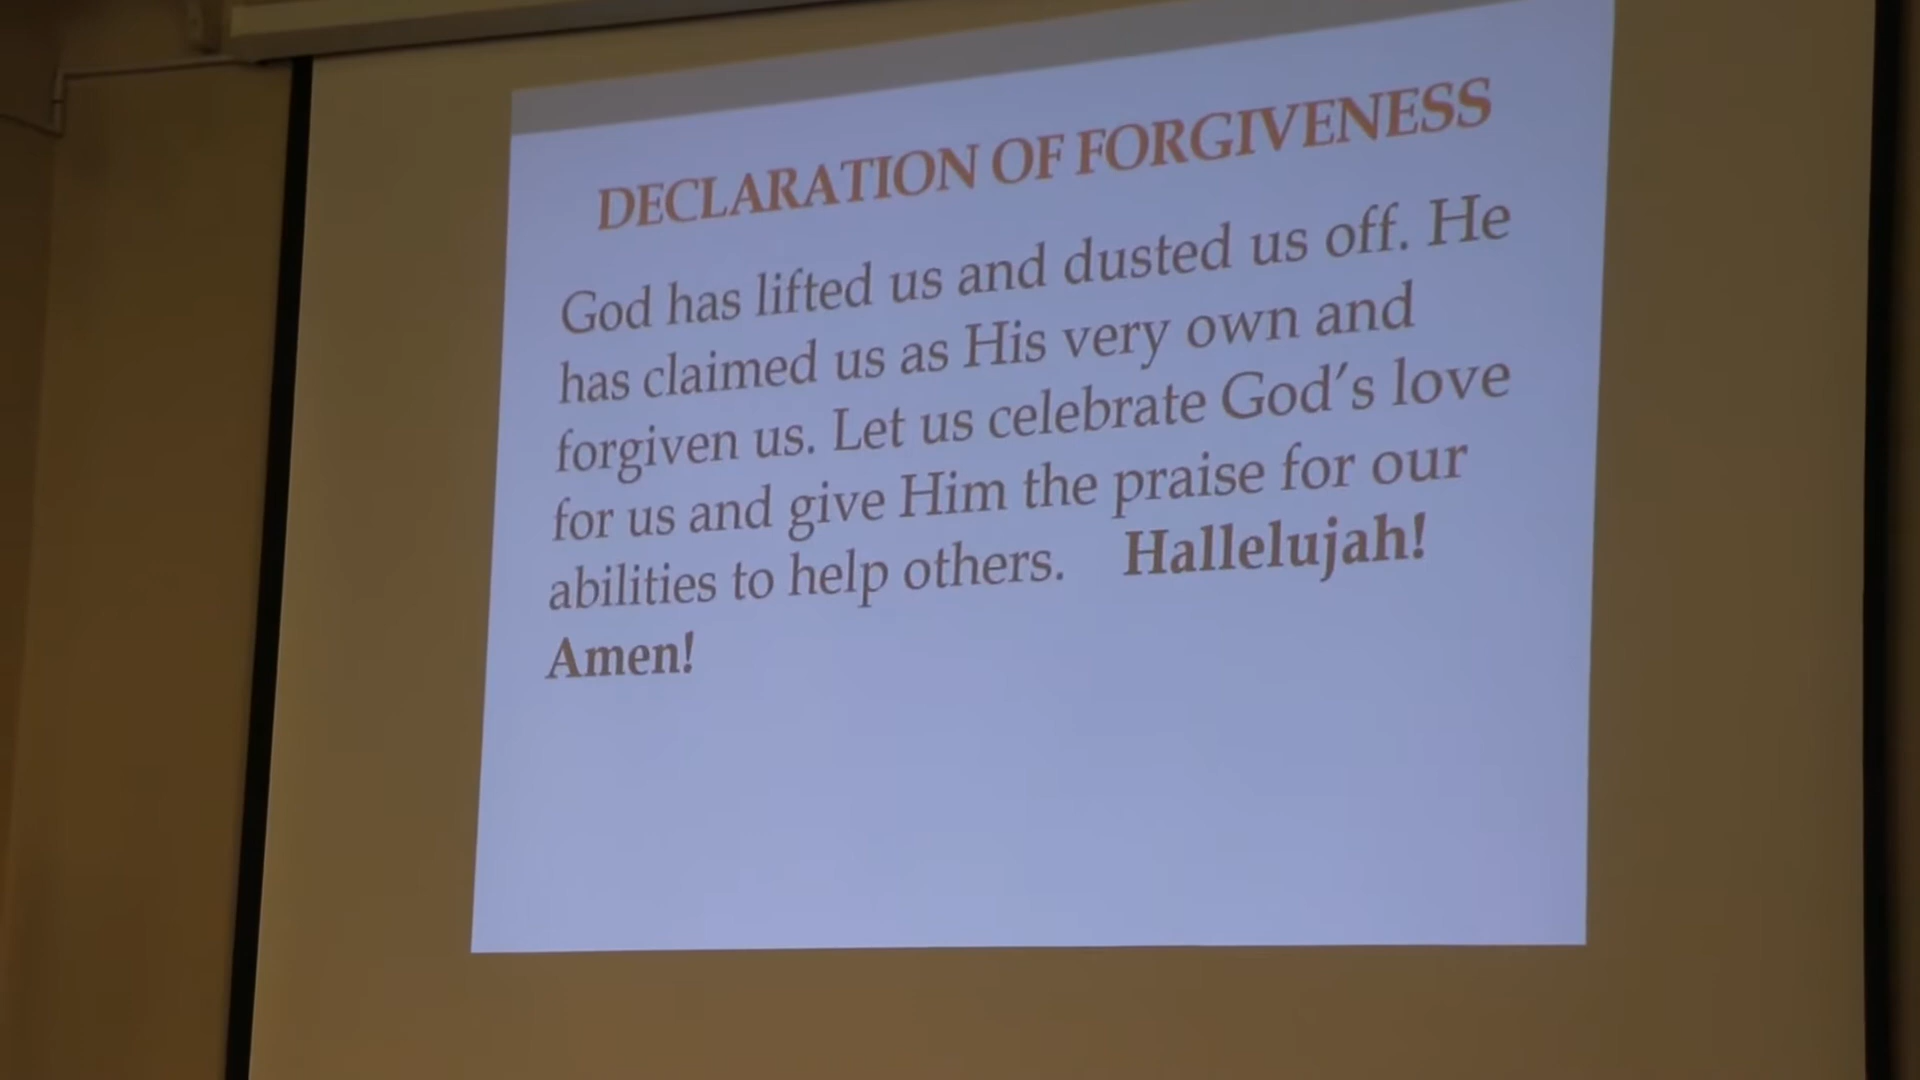 DECLARATION OF FORGIVENESS
God has lifted us and dusted us off. He
has claimed us as His very own and
forgiven us. Let us celebrate God's love
for us and give Him the praise for our
abilities to help others. Hallelujah!
Amen!